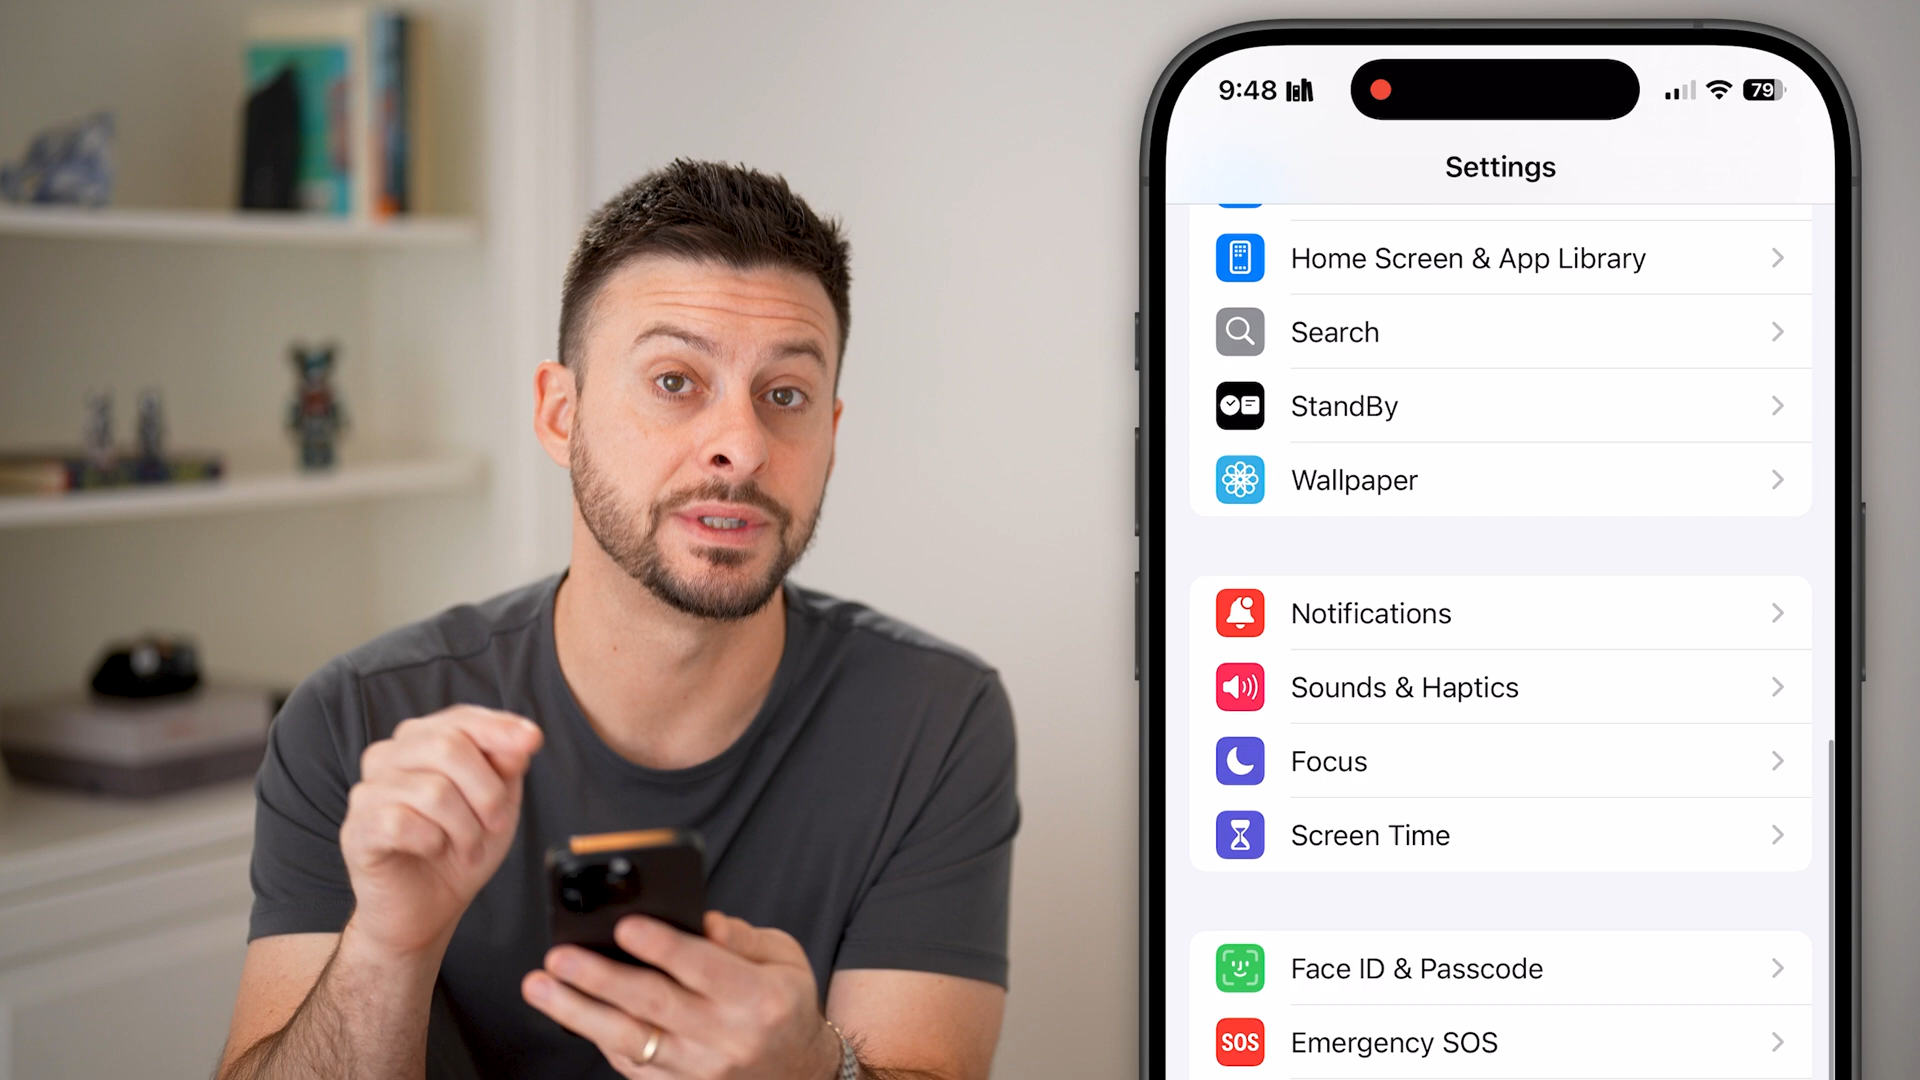 9:48
79
Settings
Home Screen & App Library
Search
StandBy
Wallpaper
Notifications
Sounds & Haptics
Focus
Screen Time
Face ID & Passcode
SOS
Emergency SOS